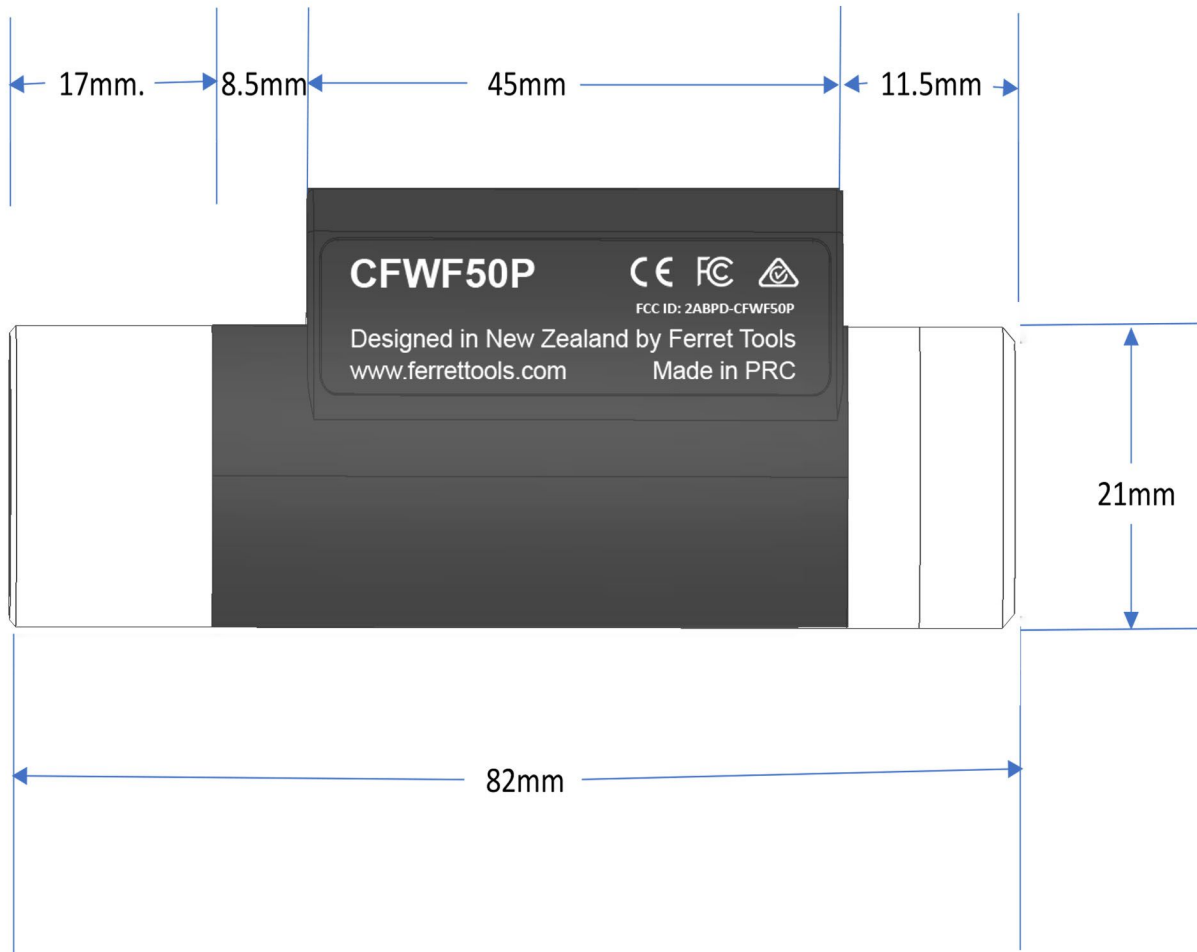 17mm.
8.5mm
45mm
11.5mm
CFWF50P
CE FC
FCC ID: 2ABPD-CFWF50P
Designed in New Zealand by Ferret Tools
www.ferrettools.com
Made in PRC
21mm
82mm